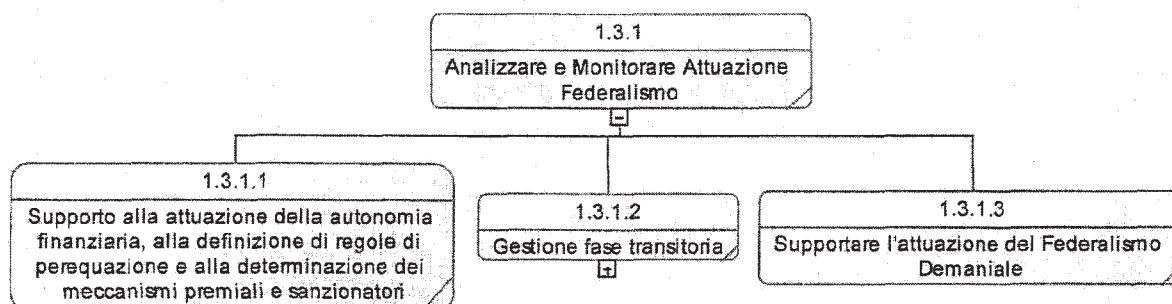 1.3.1
Analizzare e Monitorare Attuazione
Federalismo
1.3.1.1
Supporto alla attuazione della autonomia
finanziaria, alla definizione di regole di
perequazione e alla determinazione dei
meccanismi premiali e sanzionatori
1.3.1.2
Gestione fase transitoria
1.3.1.3
Supportare l'attuazione del Federalismo
Demaniale